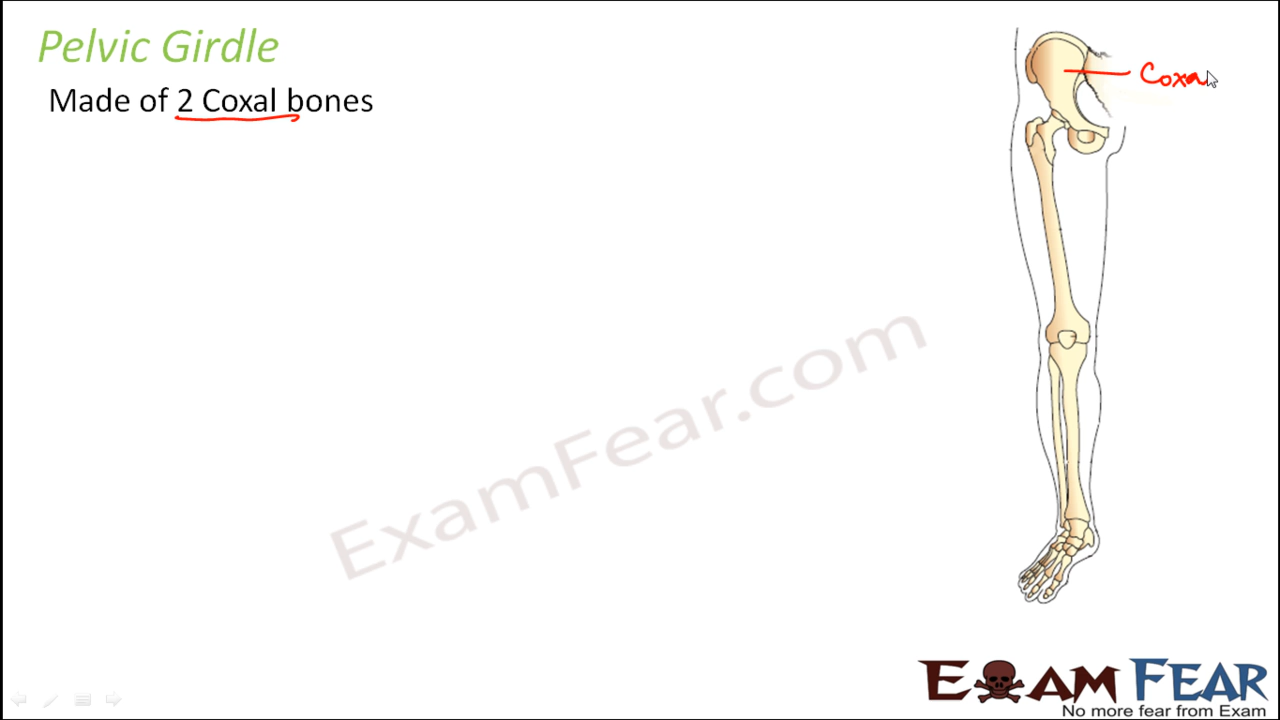 Pelvic Girdle
Made of 2 Coxal bones
Coxa
ExamFear.com
EXAM FEAR
No more fear from Exam